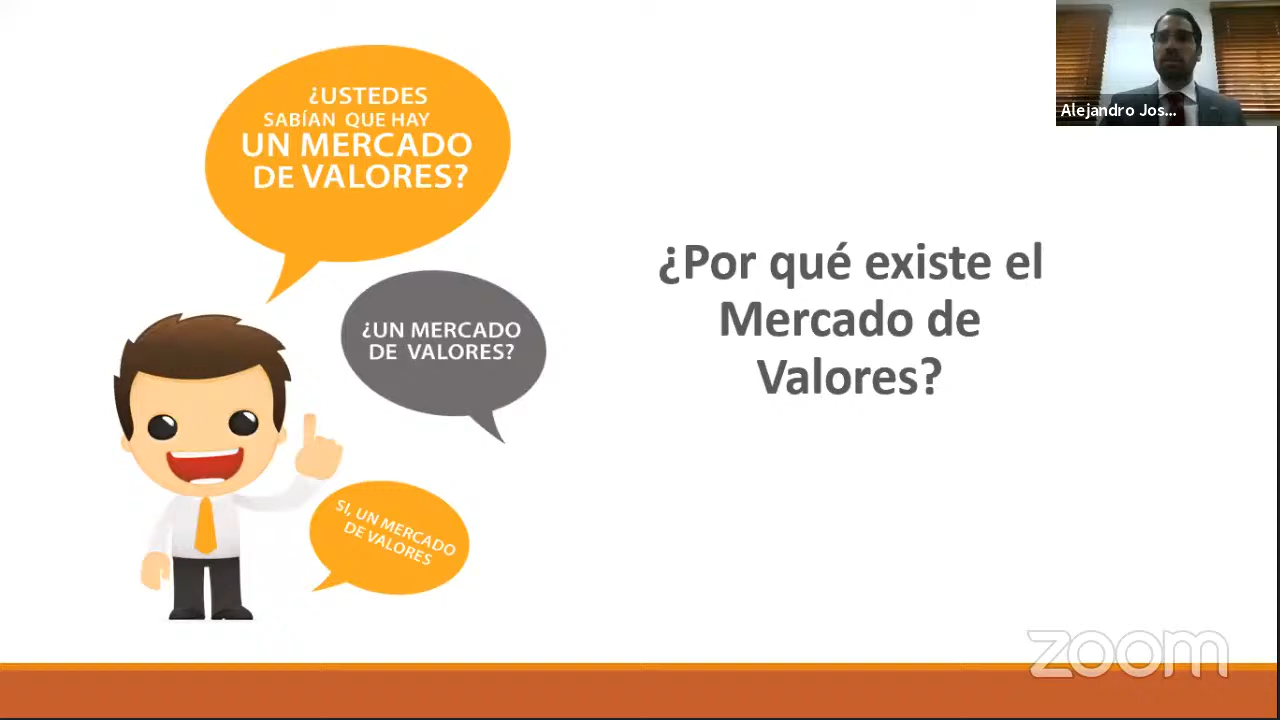 ¿USTEDES
SABÍAN QUE HAY
UN MERCADO
DE VALORES?
¿UN MERCADO
DE VALORES?
SI, UN MERCADO
DE VALORES
¿Por qué existe el
Mercado de
Valores?
Alejandro Jos...
zoom